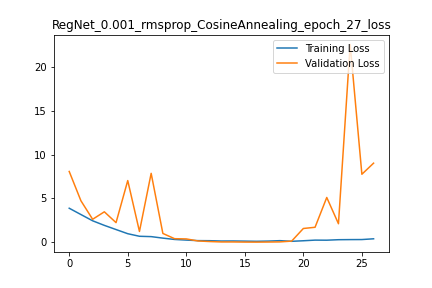 RegNet_0.001_rmsprop_CosineAnnealing_epoch_27_loss
Training Loss
Validation Loss
20
15
10
5
0
0 5 10 15 20 25